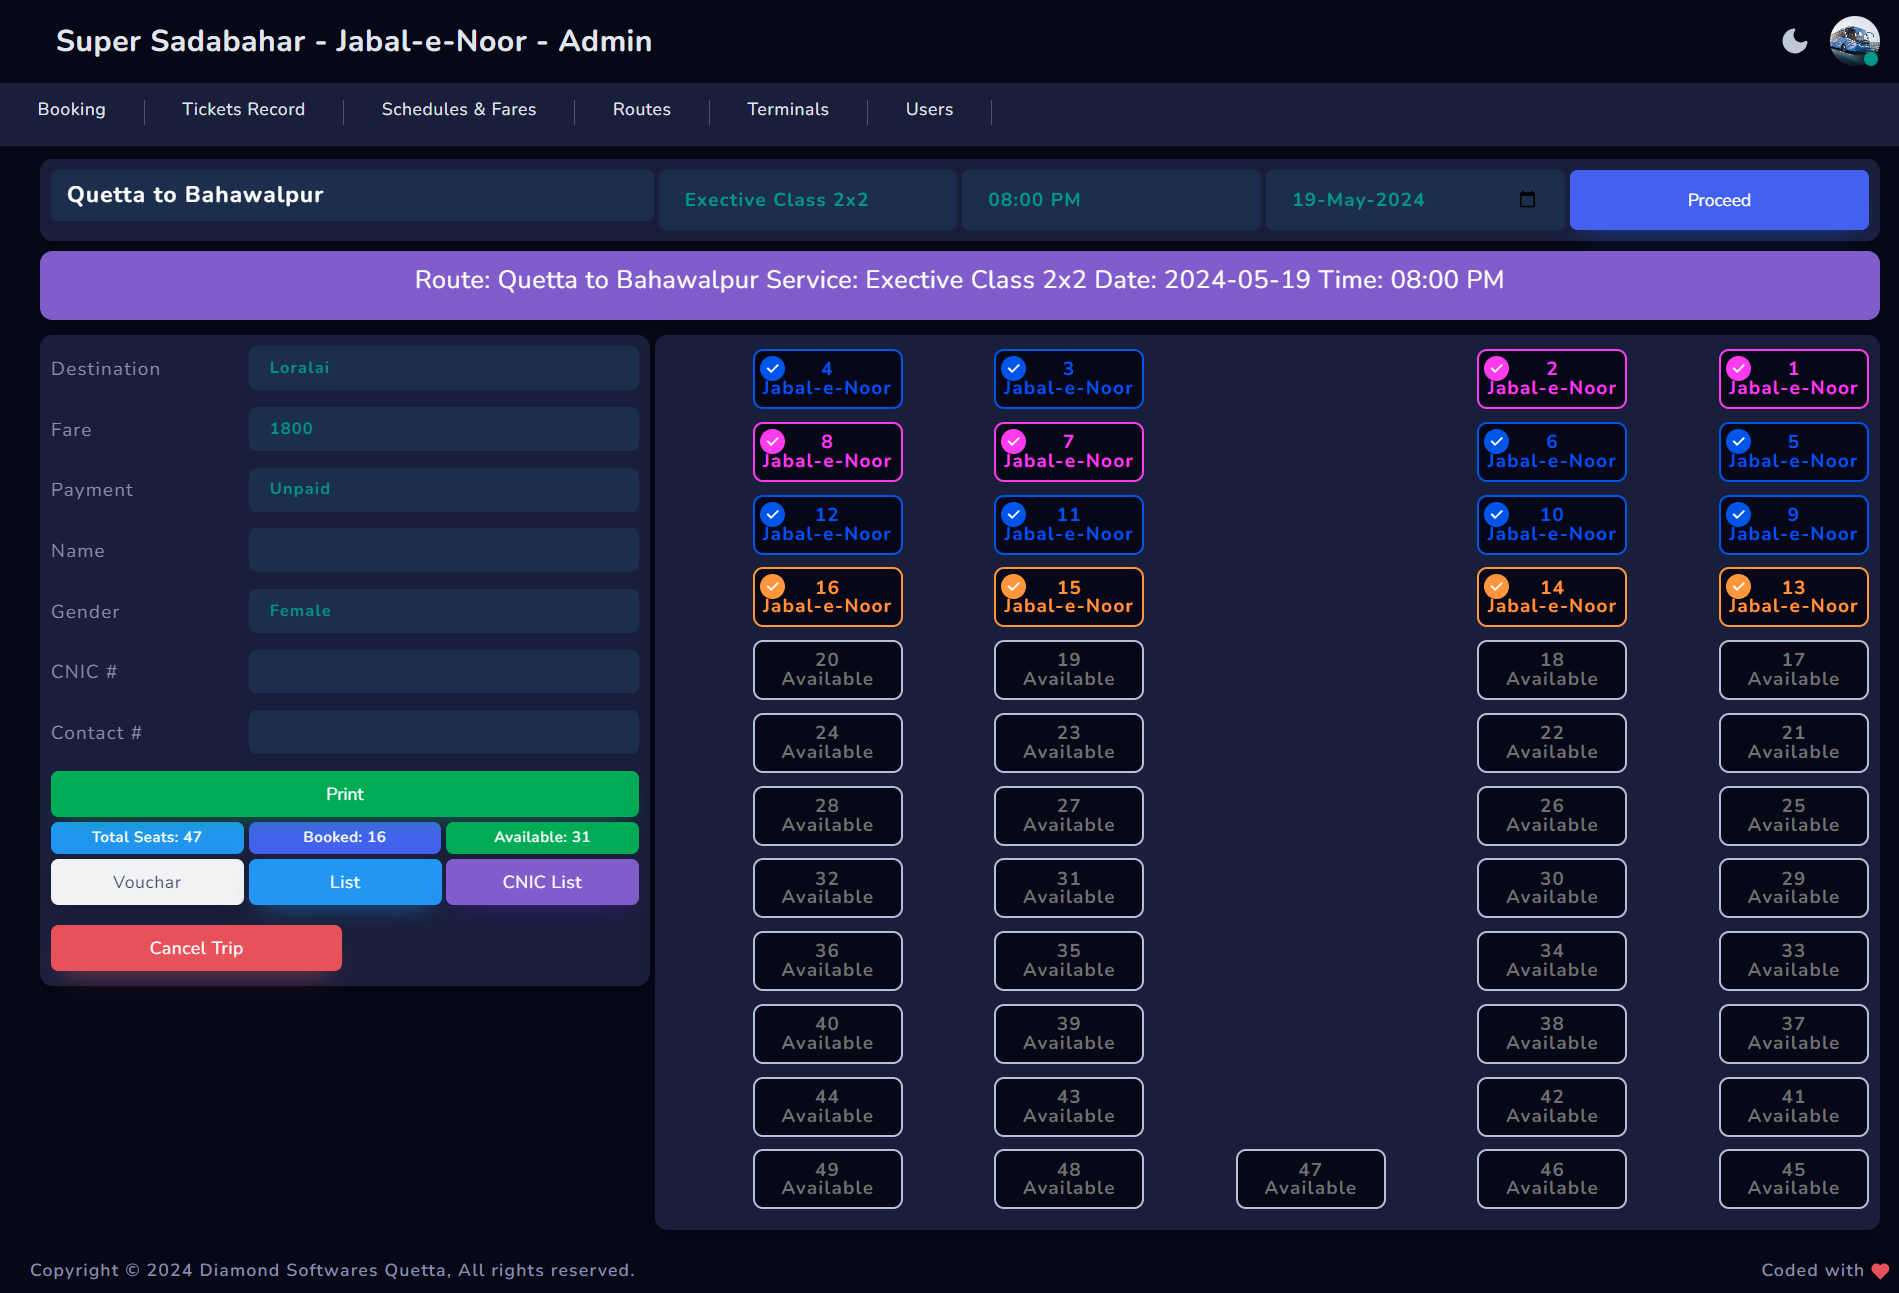 Super Sadabahar - Jabal-e-Noor - Admin
Booking Tickets Record Schedules & Fares Routes Terminals Users
Quetta to Bahawalpur Exective Class 2x2 08:00 PM 19-May-2024 Proceed
Route: Quetta to Bahawalpur Service: Exective Class 2x2 Date: 2024-05-19 Time: 08:00 PM
Destination Loralai
Fare 1800
Payment Unpaid
Name
Gender Female
CNIC #
Contact #
Print
Total Seats: 47 Booked: 16 Available: 31
Vouchar List CNIC List
Cancel Trip
4 3 2 1
Jabal-e-Noor Jabal-e-Noor Jabal-e-Noor Jabal-e-Noor
8 7 6 5
Jabal-e-Noor Jabal-e-Noor Jabal-e-Noor Jabal-e-Noor
12 11 10 9
Jabal-e-Noor Jabal-e-Noor Jabal-e-Noor Jabal-e-Noor
16 15 14 13
Jabal-e-Noor Jabal-e-Noor Jabal-e-Noor Jabal-e-Noor
20 19 18 17
Available Available Available Available
24 23 22 21
Available Available Available Available
28 27 26 25
Available Available Available Available
32 31 30 29
Available Available Available Available
36 35 34 33
Available Available Available Available
40 39 38 37
Available Available Available Available
44 43 42 41
Available Available Available Available
49 48 47 46 45
Available Available Available Available Available
Copyright © 2024 Diamond Softwares Quetta, All rights reserved. Coded with